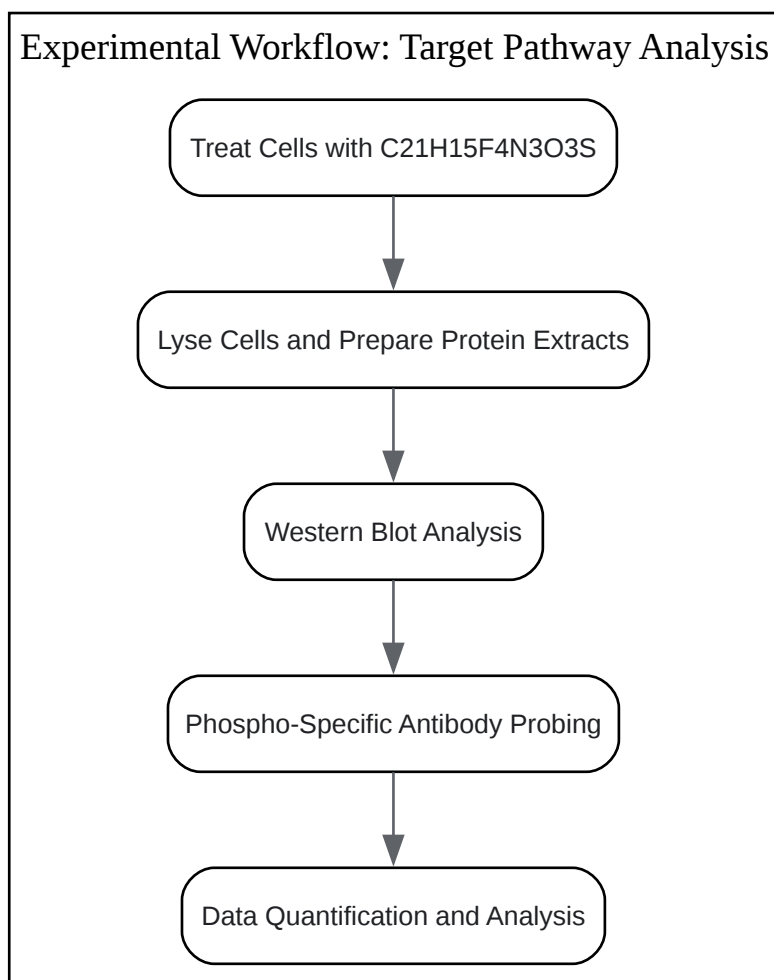 Experimental Workflow: Target Pathway Analysis
Treat Cells with C21H15F4N3O3S
Lyse Cells and Prepare Protein Extracts
Western Blot Analysis
Phospho-Specific Antibody Probing
Data Quantification and Analysis